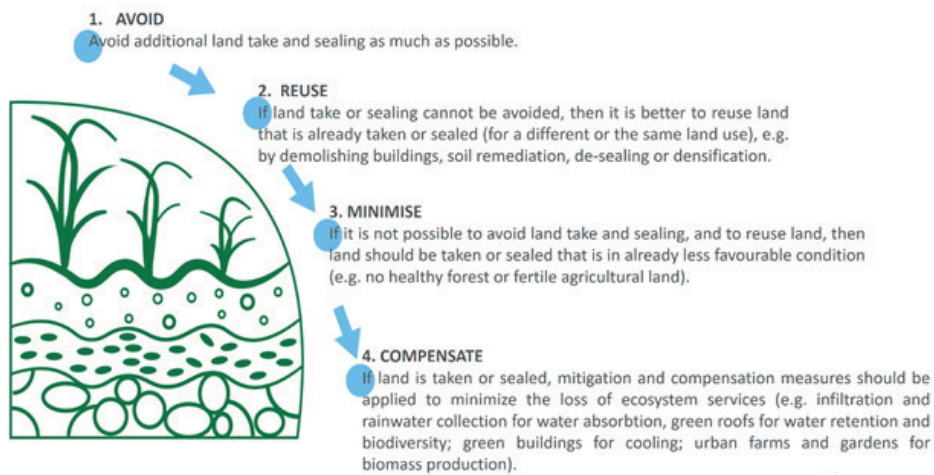 1. AVOID
Avoid additional land take and sealing as much as possible.
2. REUSE
If land take or sealing cannot be avoided, then it is better to reuse land
that is already taken or sealed (for a different or the same land use), e.g.
by demolishing buildings, soil remediation, de-sealing or densification.
3. MINIMISE
If it is not possible to avoid land take and sealing, and to reuse land, then
land should be taken or sealed that is in already less favourable condition
(e.g. no healthy forest or fertile agricultural land).
4. COMPENSATE
If land is taken or sealed, mitigation and compensation measures should be
applied to minimize the loss of ecosystem services (e.g. infiltration and
rainwater collection for water absorbtion, green roofs for water retention and
biodiversity; green buildings for cooling; urban farms and gardens for
biomass production).